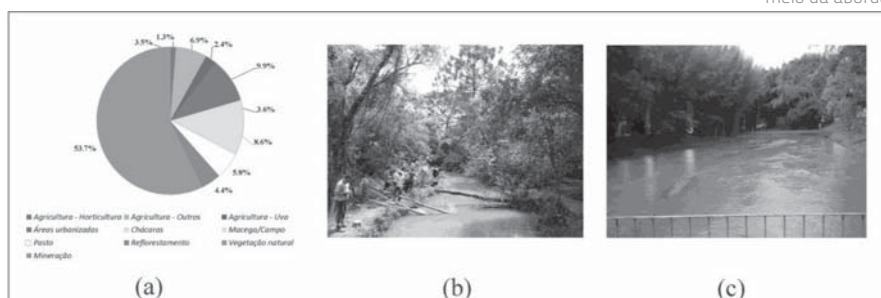 meio da
1.3%
3.5%
6.9%
2.4%
9.9%
3.6%
8.6%
5.8%
4.4%
53.7%
Agricultura - Horticultura Agricultura - Outros Agricultura - Uva
Áreas urbanizadas Chácaras Macega/Campo
Pasto Reflorestamento Vegetação natural
Mineração
(a) (b) (c)